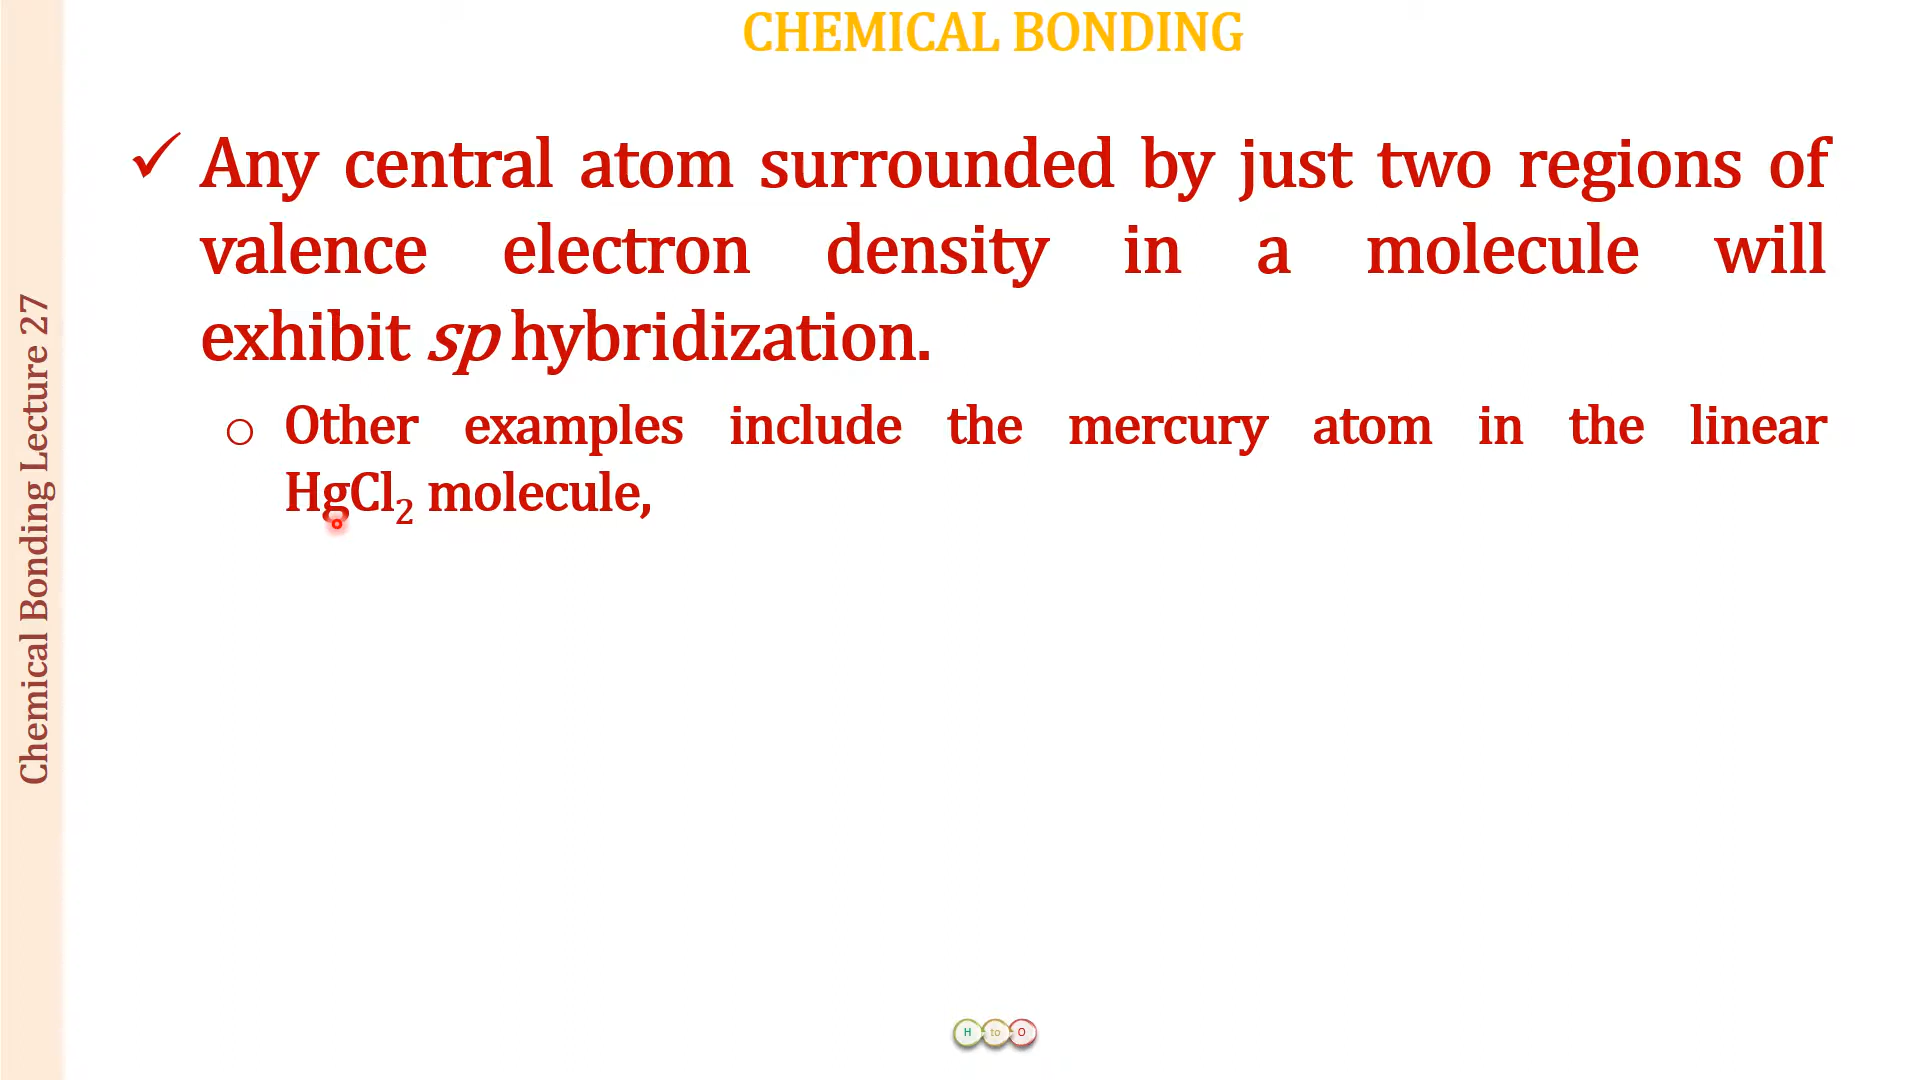 CHEMICAL BONDING
✓ Any central atom surrounded by just two regions of
valence electron density in a molecule will
exhibit sp hybridization.
o Other examples include the mercury atom in the linear
HgCl₂ molecule,
Chemical Bonding Lecture 27
H to O